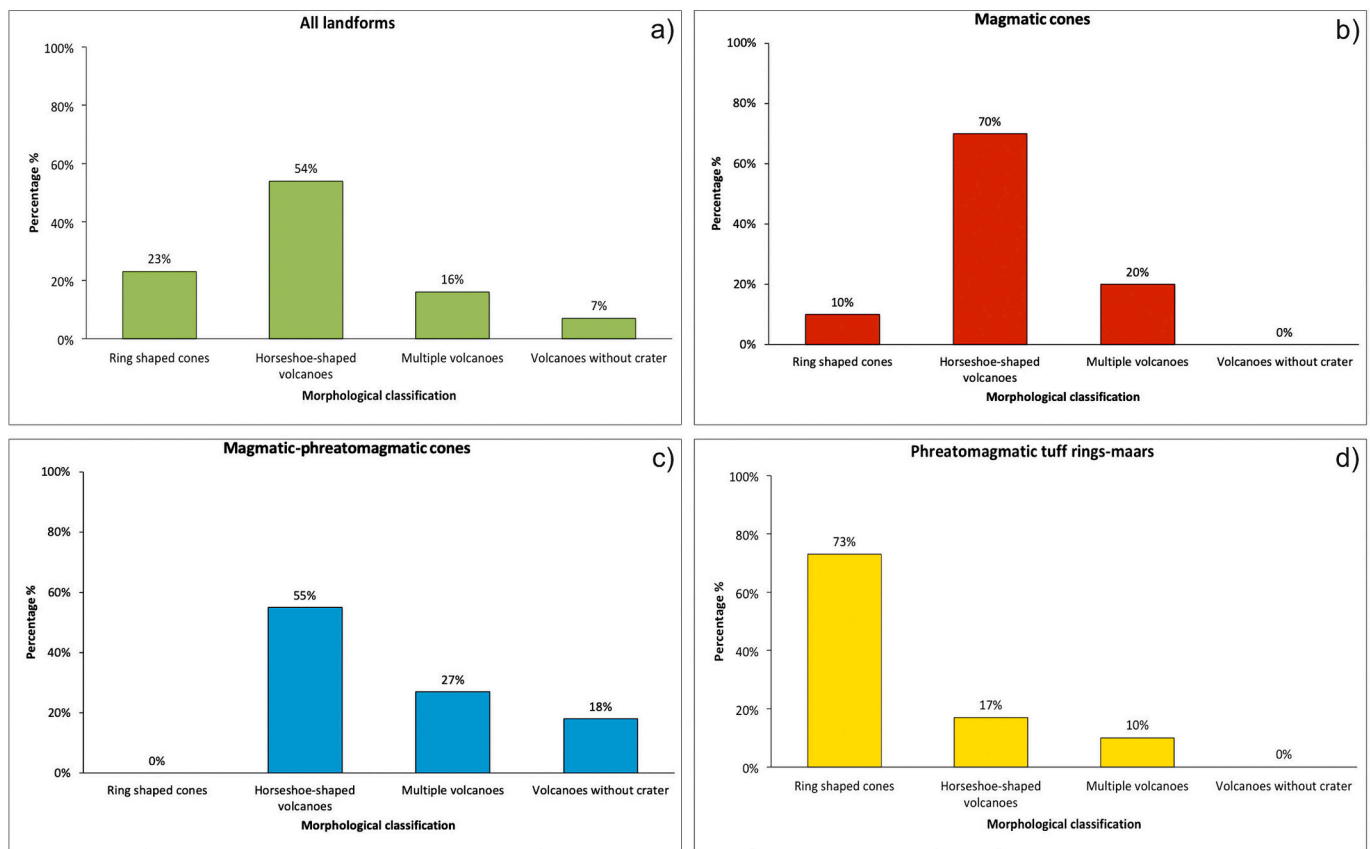 All landforms
a)
100%
80%
60%
40%
20%
0%
Percentage %
23%
54%
16%
7%
Ring shaped cones
Horseshoe-shaped
volcanoes
Multiple volcanoes
Volcanoes without crater
Morphological classification
Magmatic cones
b)
100%
80%
60%
40%
20%
0%
Percentage %
10%
70%
20%
0%
Ring shaped cones
Horseshoe-shaped
volcanoes
Multiple volcanoes
Volcanoes without crater
Morphological classification
Magmatic-phreatomagmatic cones
c)
100%
80%
60%
40%
20%
0%
Percentage %
0%
55%
27%
18%
Ring shaped cones
Horseshoe-shaped
volcanoes
Multiple volcanoes
Volcanoes without crater
Morphological classification
Phreatomagmatic tuff rings-maars
d)
100%
80%
60%
40%
20%
0%
Percentage %
73%
17%
10%
0%
Ring shaped cones
Horseshoe-shaped
volcanoes
Multiple volcanoes
Volcanoes without crater
Morphological classification